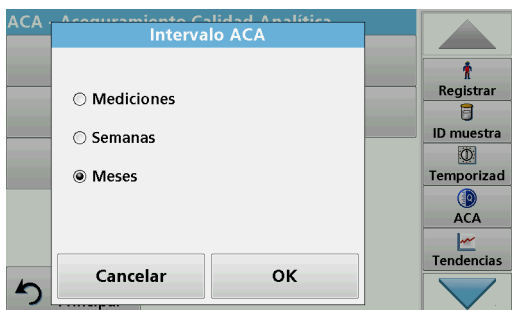 ACA - Aseguramiento Calidad Analítica
Intervalo ACA
Mediciones
Semanas
Meses
Cancelar
OK
Principal
Registrar
ID muestra
Temporizad
ACA
Tendencias